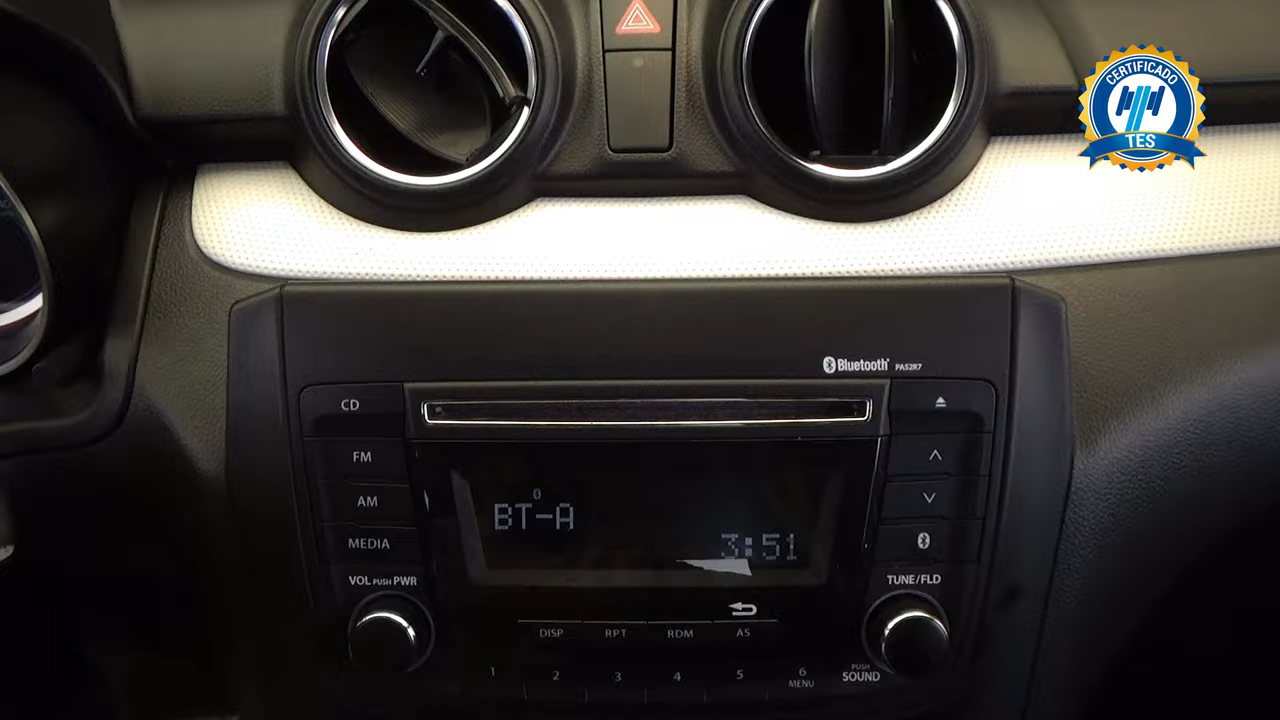 CERTIFICADO
TES
Bluetooth PA52R7
CD
FM
AM
MEDIA
BT-A
3:51
VOL PUSH PWR
TUNE/FLD
DISP RPT RDM AS
1 2 3 4 5 6
MENU
PUSH
SOUND